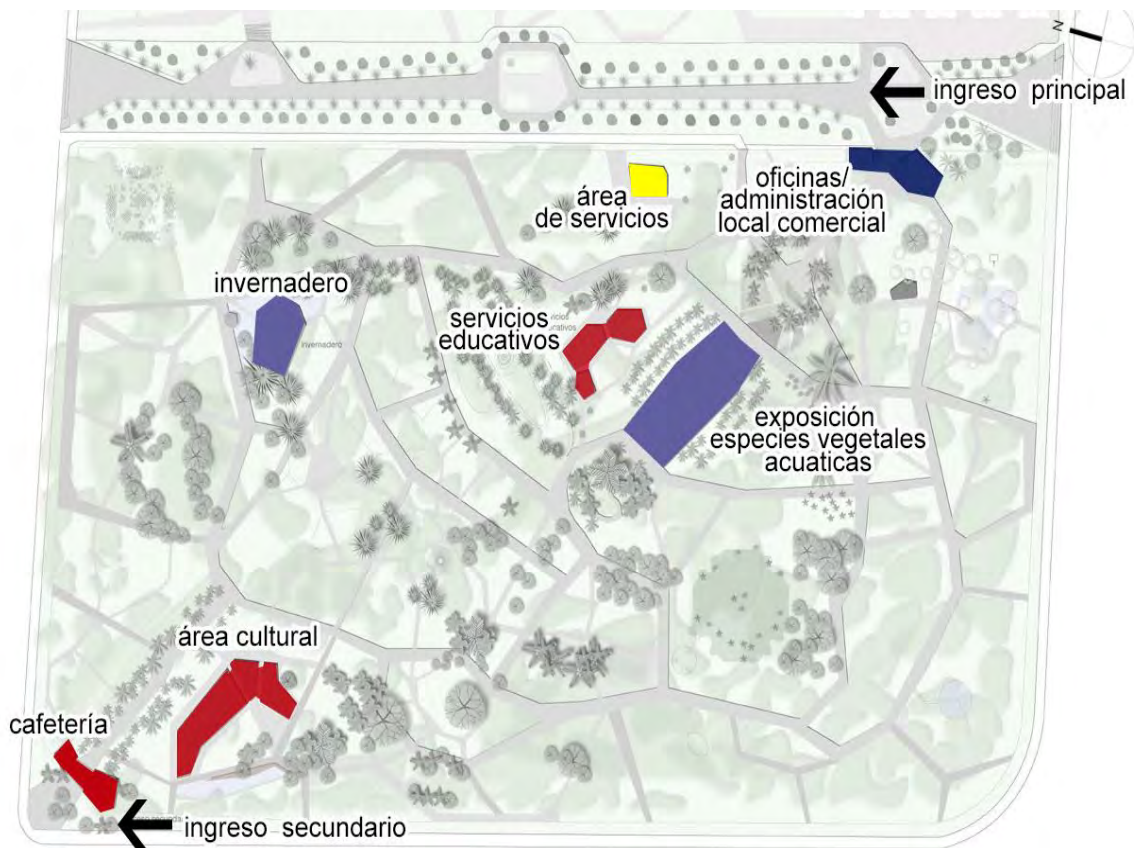 N
ingreso principal
oficinas/
administración
local comercial
área
de servicios
invernadero
invernadero
servicios
educativos
exposición
especies vegetales
acuaticas
área cultural
cafetería
ingreso secundario